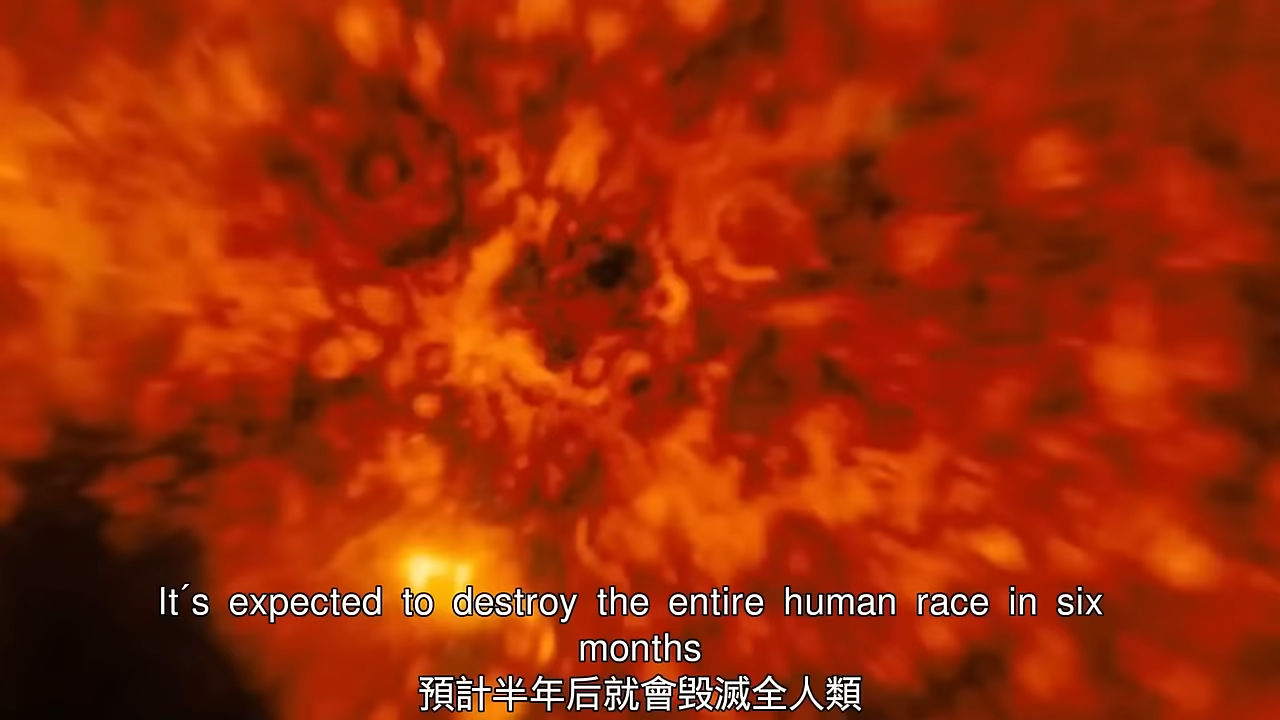 It´s expected to destroy the entire human race in six
months
預計半年后就會毀滅全人類